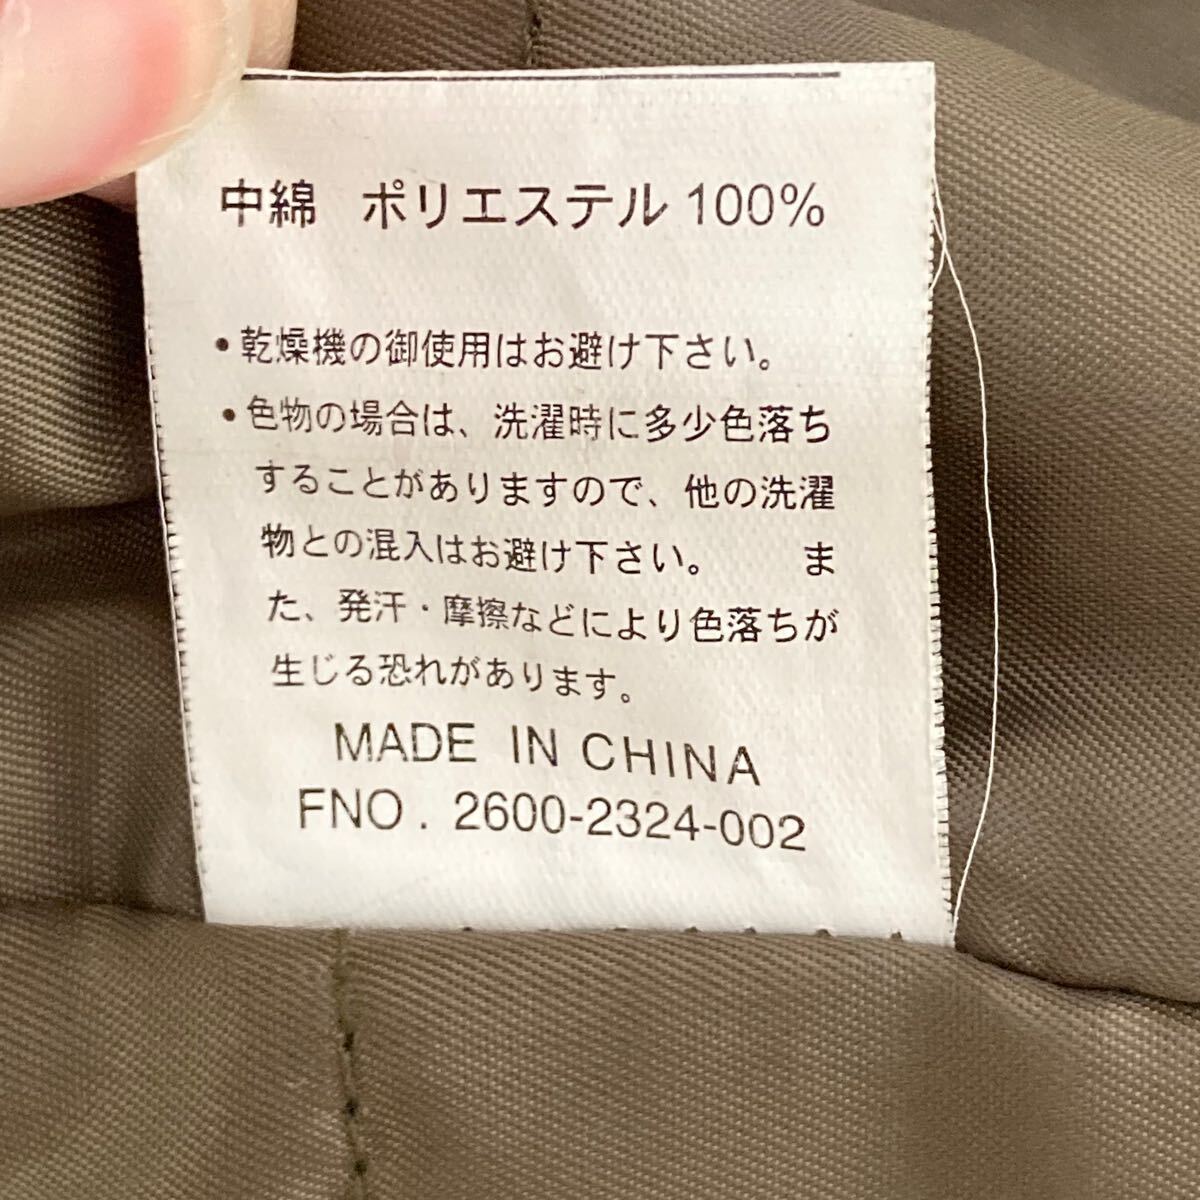 中綿 ポリエステル100%
・乾燥機の御使用はお避け下さい。
・色物の場合は、洗濯時に多少色落ち
することがありますので、他の洗濯
物との混入はお避け下さい。 ま
た、発汗・摩擦などにより色落ちが
生じる恐れがあります。
MADE IN CHINA
FNO. 2600-2324-002